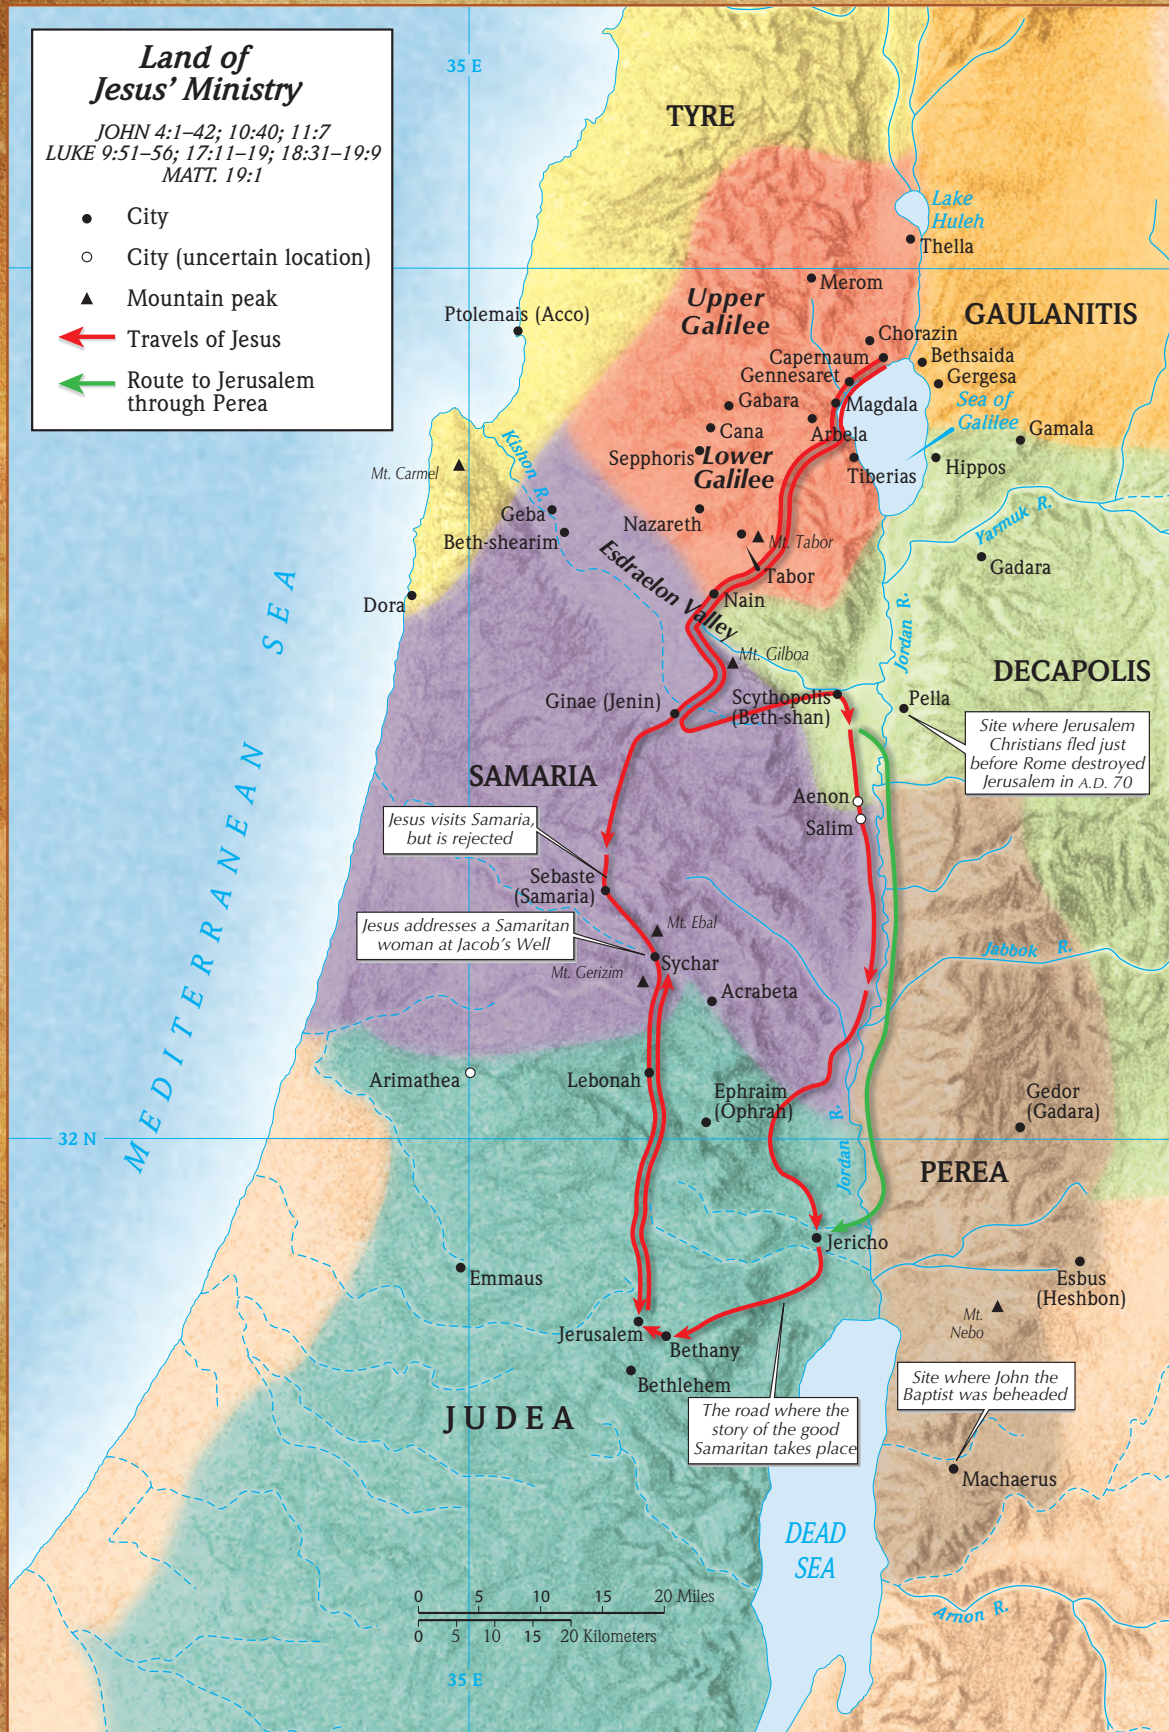 Land of
Jesus’ Ministry
JOHN 4:1–42; 10:40; 11:7
LUKE 9:51–56; 17:11–19; 18:31–19:9
MATT. 19:1
City
City (uncertain location)
Mountain peak
Travels of Jesus
Route to Jerusalem
through Perea
35 E
TYRE
Lake
Huleh
Thella
Merom
Upper
Galilee
GAULANITIS
Ptolemais (Acco)
Chorazin
Capernaum
Bethsaida
Gennesaret
Gergesa
Gabara
Magdala
Sea of
Galilee
Cana
Arbela
Gamala
Sepphoris
Lower
Galilee
Tiberias
Hippos
Mt. Carmel
Kishon R.
Geba
Nazareth
Yarmuk R.
Beth-shearim
Mt. Tabor
Esdraelon Valley
Gadara
Tabor
Dora
Nain
Jordan R.
MEDITERRANEAN SEA
Mt. Gilboa
DECAPOLIS
Ginae (Jenin)
Scythopolis
(Beth-shan)
Pella
Site where Jerusalem
Christians fled just
before Rome destroyed
Jerusalem in A.D. 70
SAMARIA
Aenon
Salim
Jesus visits Samaria,
but is rejected
Sebaste
(Samaria)
Jesus addresses a Samaritan
woman at Jacob’s Well
Mt. Ebal
Sychar
Jabbok R.
Mt. Gerizim
Acrabeta
Arimathea
Lebonah
Ephraim
(Ophrah)
Gedor
(Gadara)
32 N
Jordan R.
PEREA
Jericho
Emmaus
Esbus
(Heshbon)
Mt.
Nebo
Jerusalem
Bethany
Bethlehem
Site where John the
Baptist was beheaded
JUDEA
The road where the
story of the good
Samaritan takes place
Machaerus
DEAD
SEA
0 5 10 15 20 Miles
0 5 10 15 20 Kilometers
Arnon R.
35 E